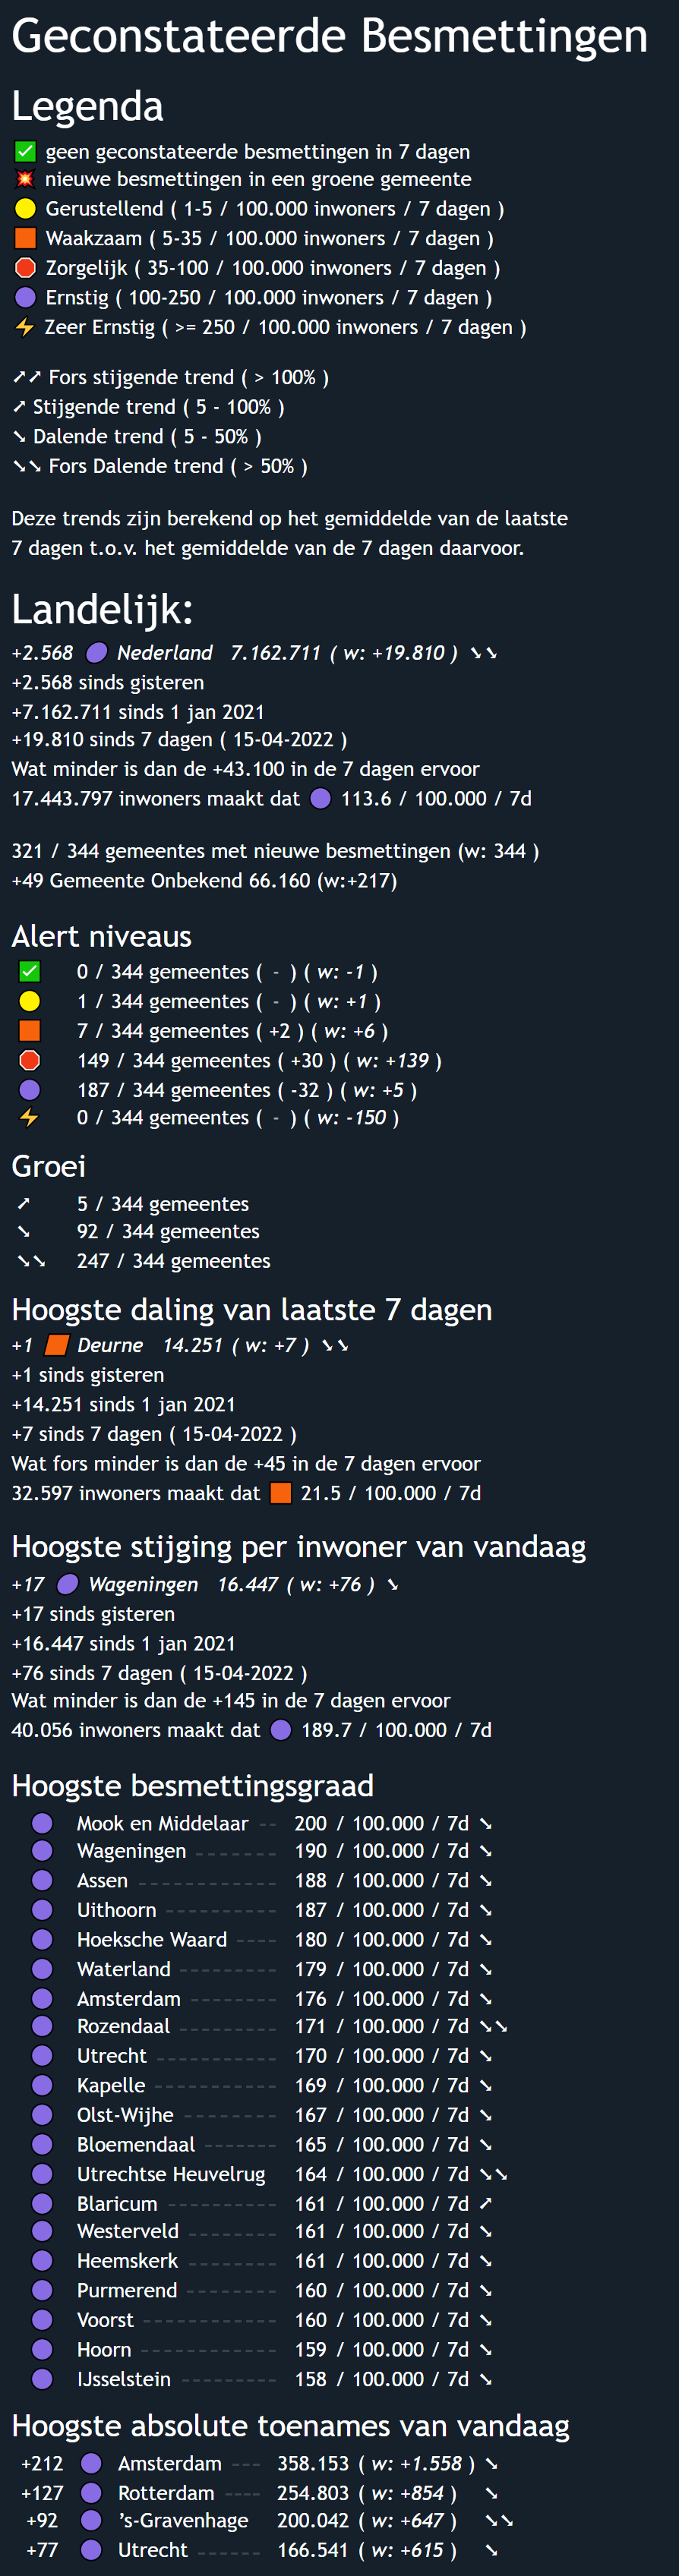 Geconstateerde Besmettingen
Legenda
✅ geen geconstateerde besmettingen in 7 dagen
💥 nieuwe besmettingen in een groene gemeente
🟡 Gerustellend ( 1-5 / 100.000 inwoners / 7 dagen )
🟧 Waakzaam ( 5-35 / 100.000 inwoners / 7 dagen )
🛑 Zorgelijk ( 35-100 / 100.000 inwoners / 7 dagen )
🟣 Ernstig ( 100-250 / 100.000 inwoners / 7 dagen )
⚡ Zeer Ernstig ( >= 250 / 100.000 inwoners / 7 dagen )
➚➚ Fors stijgende trend ( > 100% )
➚ Stijgende trend ( 5 - 100% )
➘ Dalende trend ( 5 - 50% )
➘➘ Fors Dalende trend ( > 50% )
Deze trends zijn berekend op het gemiddelde van de laatste
7 dagen t.o.v. het gemiddelde van de 7 dagen daarvoor.
Landelijk:
+2.568 🟣 Nederland 7.162.711 ( w: +19.810 ) ➘➘
+2.568 sinds gisteren
+7.162.711 sinds 1 jan 2021
+19.810 sinds 7 dagen ( 15-04-2022 )
Wat minder is dan de +43.100 in de 7 dagen ervoor
17.443.797 inwoners maakt dat 🟣 113.6 / 100.000 / 7d
321 / 344 gemeentes met nieuwe besmettingen (w: 344 )
+49 Gemeente Onbekend 66.160 (w:+217)
Alert niveaus
✅ 0 / 344 gemeentes ( - ) ( w: -1 )
🟡 1 / 344 gemeentes ( - ) ( w: +1 )
🟧 7 / 344 gemeentes ( +2 ) ( w: +6 )
🛑 149 / 344 gemeentes ( +30 ) ( w: +139 )
🟣 187 / 344 gemeentes ( -32 ) ( w: +5 )
⚡ 0 / 344 gemeentes ( - ) ( w: -150 )
Groei
➚ 5 / 344 gemeentes
➘ 92 / 344 gemeentes
➘➘ 247 / 344 gemeentes
Hoogste daling van laatste 7 dagen
+1 🟧 Deurne 14.251 ( w: +7 ) ➘➘
+1 sinds gisteren
+14.251 sinds 1 jan 2021
+7 sinds 7 dagen ( 15-04-2022 )
Wat fors minder is dan de +45 in de 7 dagen ervoor
32.597 inwoners maakt dat 🟧 21.5 / 100.000 / 7d
Hoogste stijging per inwoner van vandaag
+17 🟣 Wageningen 16.447 ( w: +76 ) ➘
+17 sinds gisteren
+16.447 sinds 1 jan 2021
+76 sinds 7 dagen ( 15-04-2022 )
Wat minder is dan de +145 in de 7 dagen ervoor
40.056 inwoners maakt dat 🟣 189.7 / 100.000 / 7d
Hoogste besmettingsgraad
🟣 Mook en Middelaar -- 200 / 100.000 / 7d ➘
🟣 Wageningen ------- 190 / 100.000 / 7d ➘
🟣 Assen ------------ 188 / 100.000 / 7d ➘
🟣 Uithoorn ---------- 187 / 100.000 / 7d ➘
🟣 Hoeksche Waard ---- 180 / 100.000 / 7d ➘
🟣 Waterland --------- 179 / 100.000 / 7d ➘
🟣 Amsterdam -------- 176 / 100.000 / 7d ➘
🟣 Rozendaal --------- 171 / 100.000 / 7d ➘➘
🟣 Utrecht ----------- 170 / 100.000 / 7d ➘
🟣 Kapelle ----------- 169 / 100.000 / 7d ➘
🟣 Olst-Wijhe -------- 167 / 100.000 / 7d ➘
🟣 Bloemendaal ------ 165 / 100.000 / 7d ➘
🟣 Utrechtse Heuvelrug 164 / 100.000 / 7d ➘➘
🟣 Blaricum ---------- 161 / 100.000 / 7d ➚
🟣 Westerveld -------- 161 / 100.000 / 7d ➘
🟣 Heemskerk -------- 161 / 100.000 / 7d ➘
🟣 Purmerend -------- 160 / 100.000 / 7d ➘
🟣 Voorst ------------ 160 / 100.000 / 7d ➘
🟣 Hoorn ------------ 159 / 100.000 / 7d ➘
🟣 IJsselstein --------- 158 / 100.000 / 7d ➘
Hoogste absolute toenames van vandaag
+212 🟣 Amsterdam --- 358.153 ( w: +1.558 ) ➘
+127 🟣 Rotterdam ---- 254.803 ( w: +854 ) ➘
+92 🟣 ’s-Gravenhage 200.042 ( w: +647 ) ➘➘
+77 🟣 Utrecht ------ 166.541 ( w: +615 ) ➘